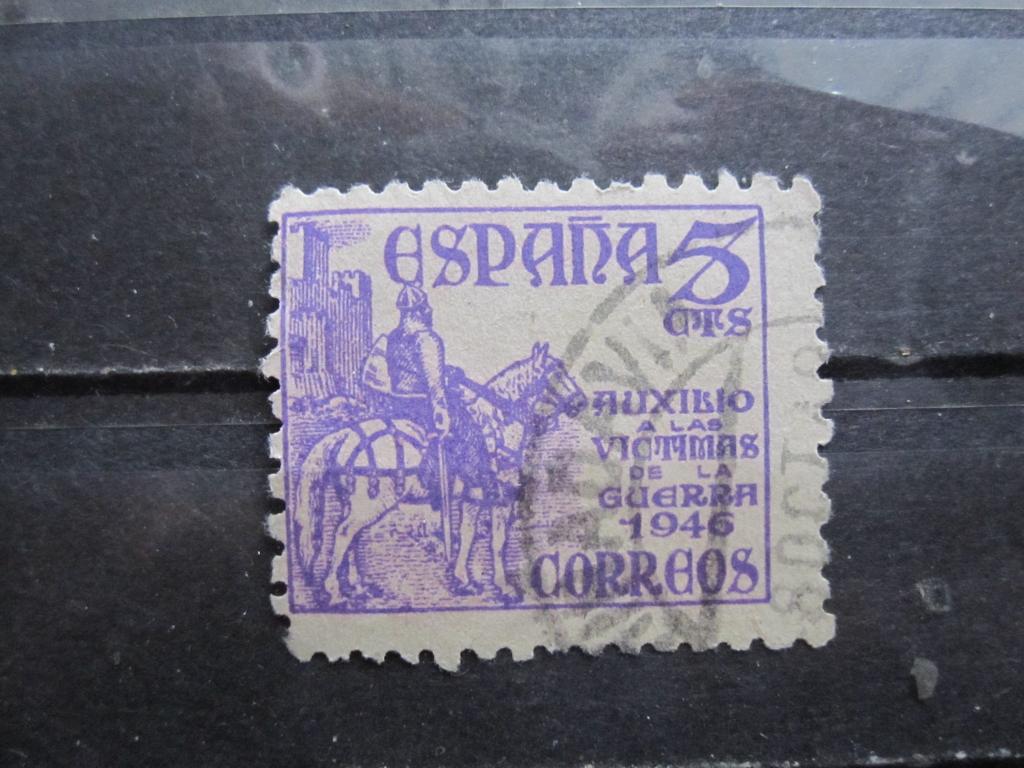 ESPAÑA 5
CTS
AUXILIO
A LAS
VICTIMAS
DE LA
GUERRA
1946
CORREOS